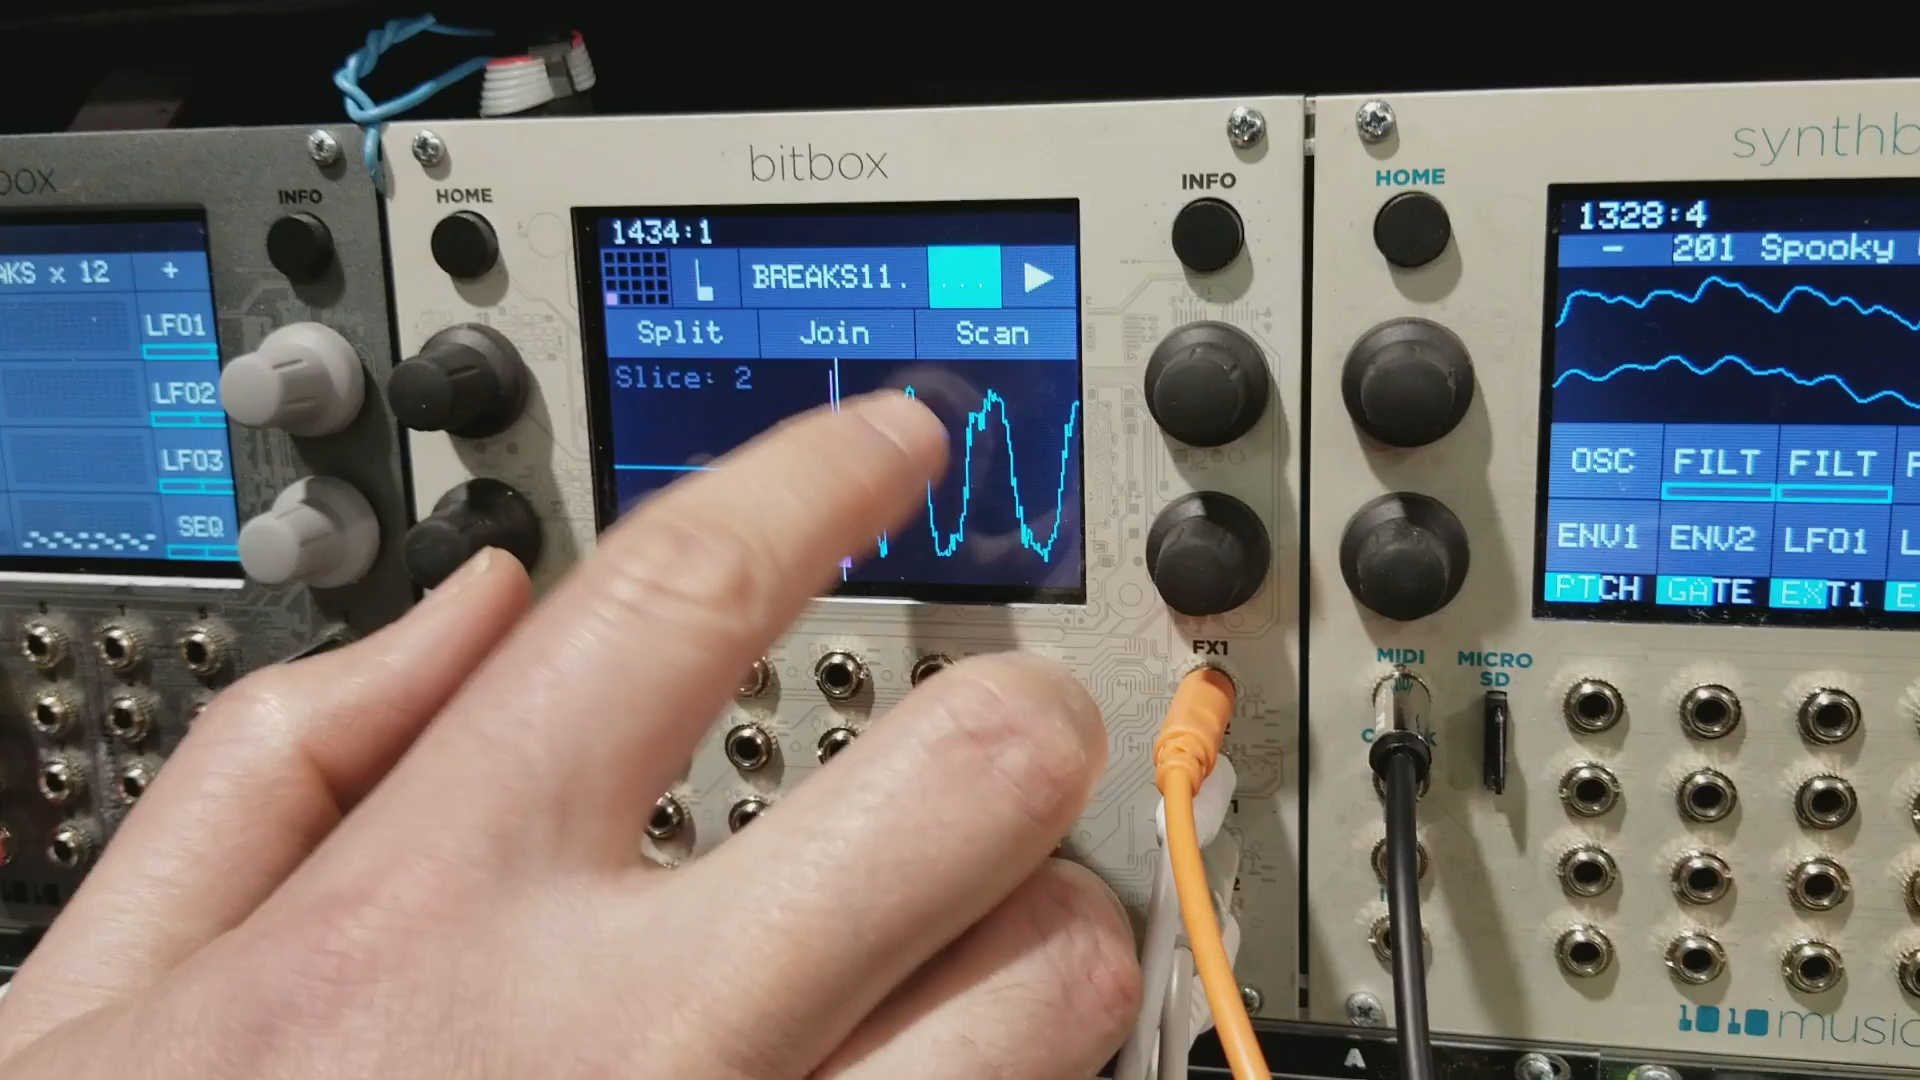 box
INFO
AKS x 12 +
LFO1
LFO2
LFO3
SEQ
HOME
bitbox
INFO
1434:1
BREAKS11. ...
Split Join Scan
Slice: 2
FX1
HOME
synthb
1328:4
- 201 Spooky
OSC FILT FILT F
ENV1 ENV2 LFO1 L
PTCH GATE EXT1 E
MIDI
MICRO
SD
1010music
A